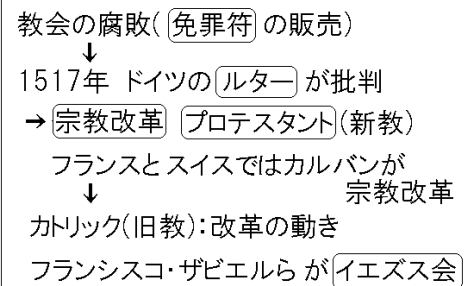 教会の腐敗(免罪符の販売)
↓
1517年 ドイツのルターが批判
→宗教改革 プロテスタント(新教)
フランスとスイスではカルバンが
↓ 宗教改革
カトリック(旧教):改革の動き
フランシスコ・ザビエルらがイエズス会